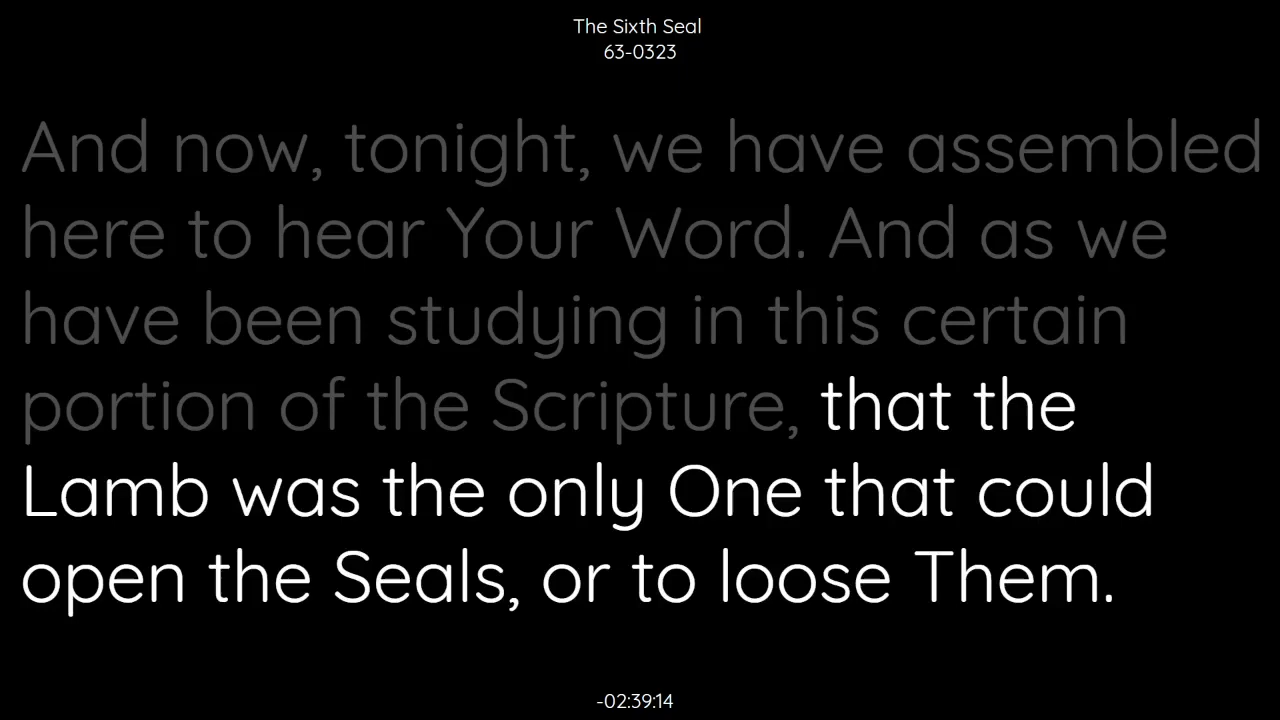 The Sixth Seal
63-0323
And now, tonight, we have assembled
here to hear Your Word. And as we
have been studying in this certain
portion of the Scripture, that the
Lamb was the only One that could
open the Seals, or to loose Them.
-02:39:14